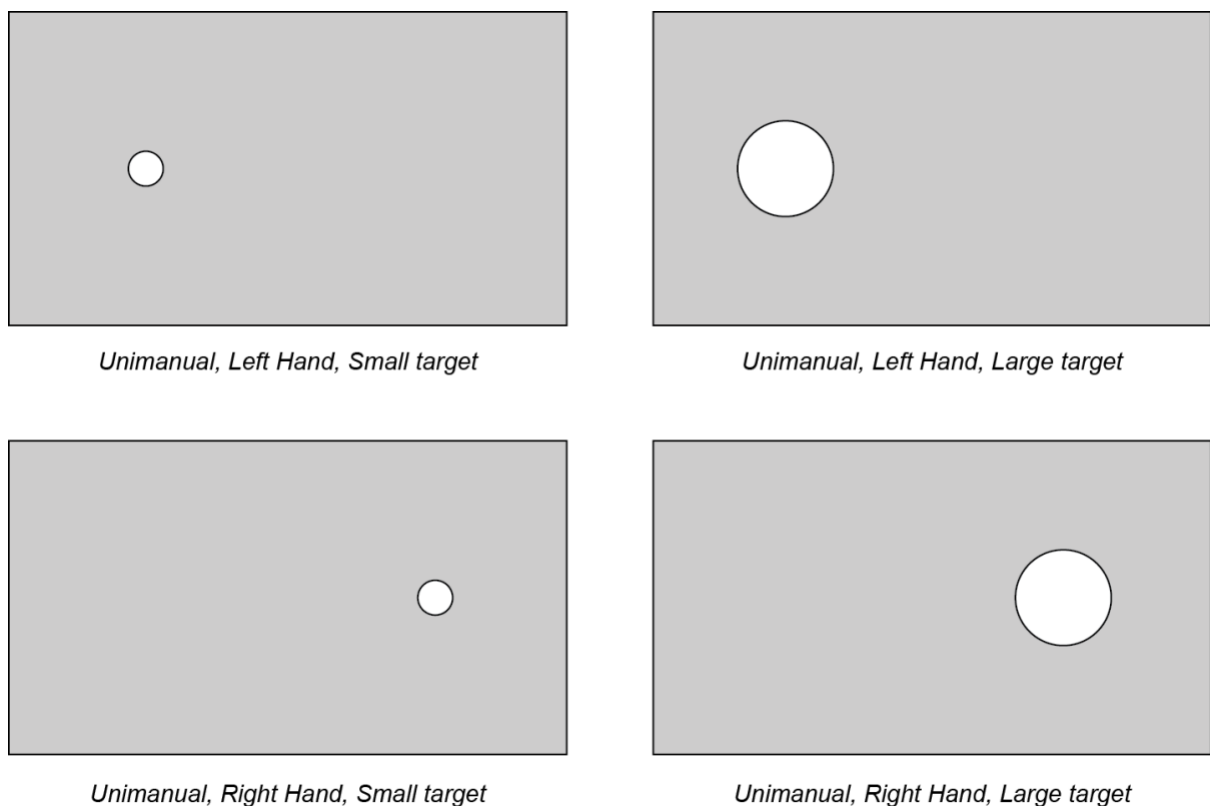 Unimanual, Left Hand, Small target
Unimanual, Left Hand, Large target
Unimanual, Right Hand, Small target
Unimanual, Right Hand, Large target